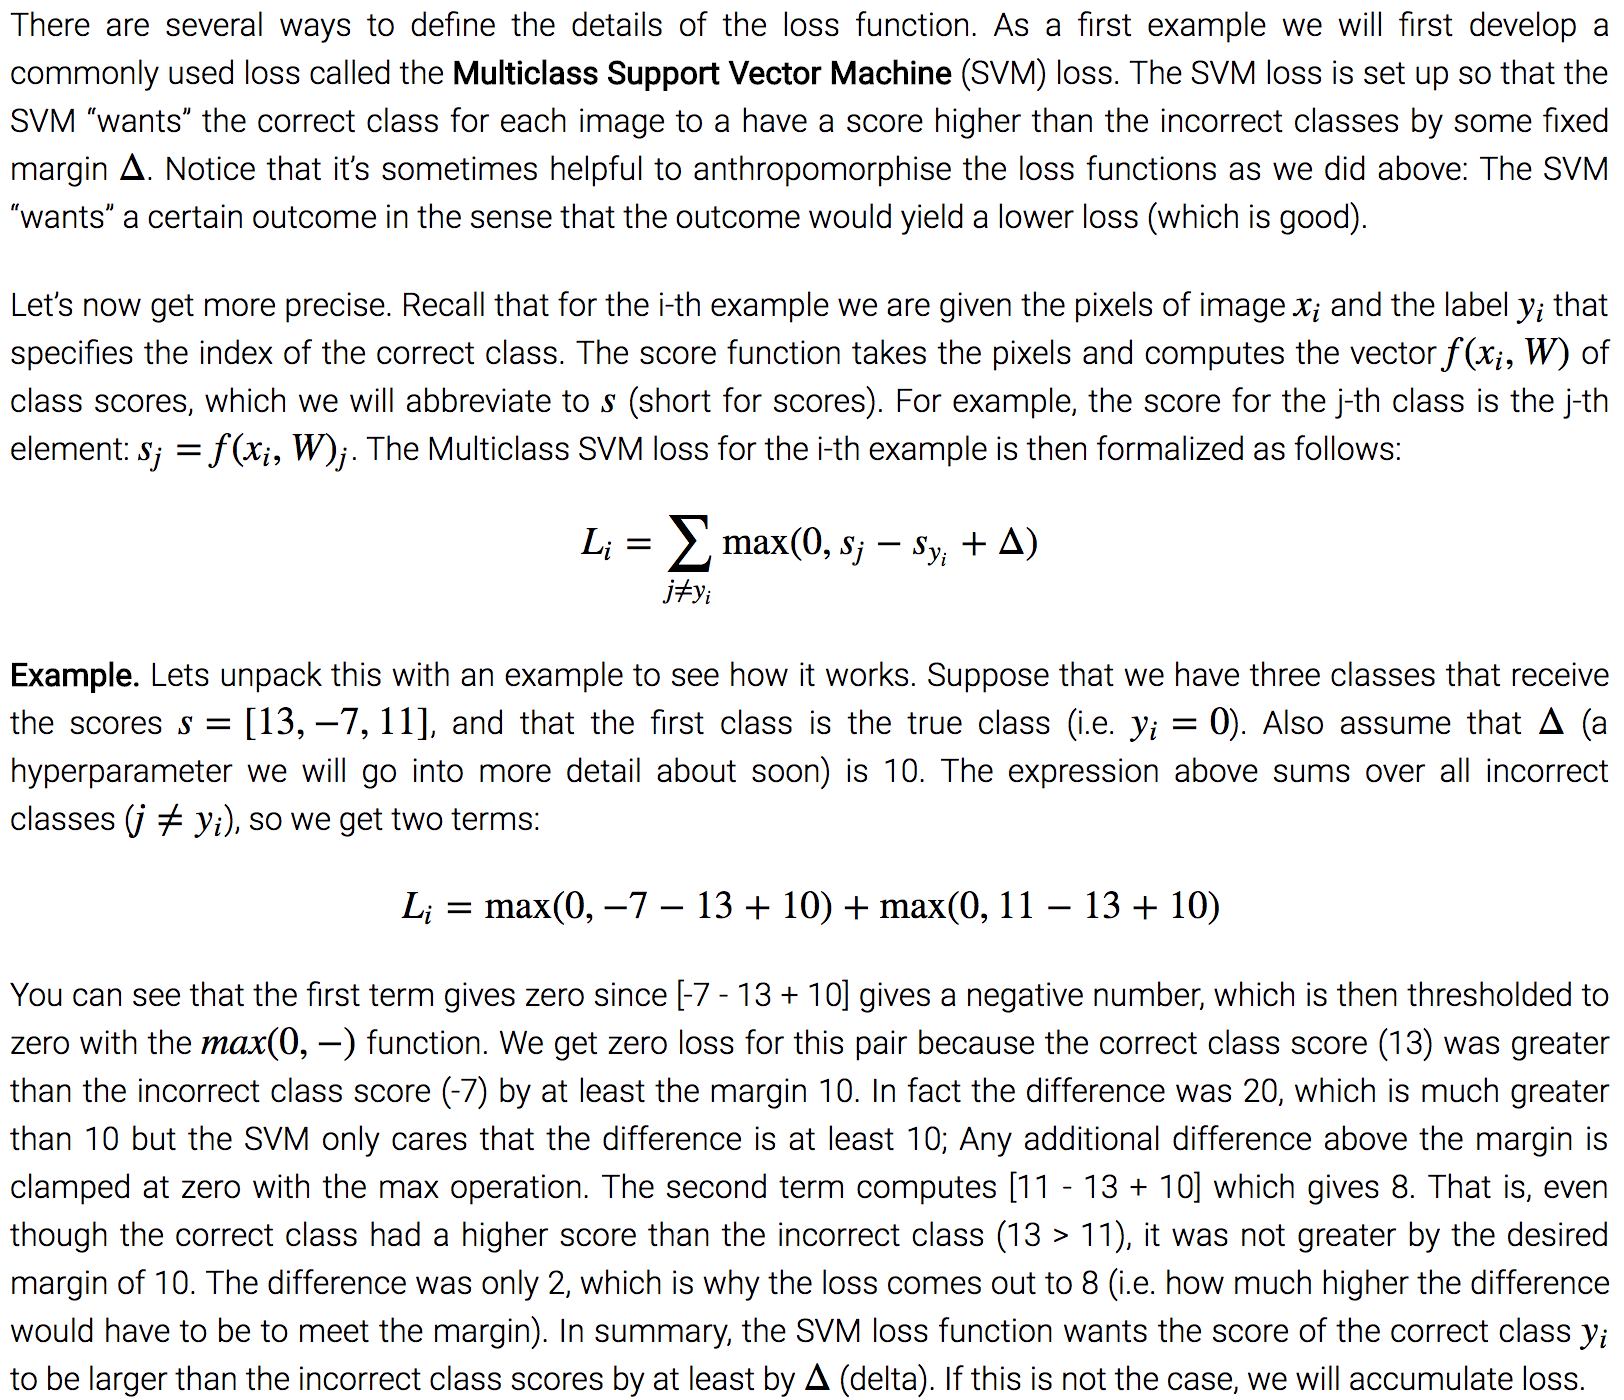 There are several ways to define the details of the loss function. As a first example we will first develop a
commonly used loss called the Multiclass Support Vector Machine (SVM) loss. The SVM loss is set up so that the
SVM “wants” the correct class for each image to a have a score higher than the incorrect classes by some fixed
margin Δ. Notice that it’s sometimes helpful to anthropomorphise the loss functions as we did above: The SVM
“wants” a certain outcome in the sense that the outcome would yield a lower loss (which is good).
Let’s now get more precise. Recall that for the i-th example we are given the pixels of image x_i and the label y_i that
specifies the index of the correct class. The score function takes the pixels and computes the vector f(x_i, W) of
class scores, which we will abbreviate to s (short for scores). For example, the score for the j-th class is the j-th
element: s_j = f(x_i, W)_j. The Multiclass SVM loss for the i-th example is then formalized as follows:
L_i = ∑_{j≠y_i} max(0, s_j − s_{y_i} + Δ)
Example. Lets unpack this with an example to see how it works. Suppose that we have three classes that receive
the scores s = [13, −7, 11], and that the first class is the true class (i.e. y_i = 0). Also assume that Δ (a
hyperparameter we will go into more detail about soon) is 10. The expression above sums over all incorrect
classes (j ≠ y_i), so we get two terms:
L_i = max(0, −7 − 13 + 10) + max(0, 11 − 13 + 10)
You can see that the first term gives zero since [-7 - 13 + 10] gives a negative number, which is then thresholded to
zero with the max(0, −) function. We get zero loss for this pair because the correct class score (13) was greater
than the incorrect class score (-7) by at least the margin 10. In fact the difference was 20, which is much greater
than 10 but the SVM only cares that the difference is at least 10; Any additional difference above the margin is
clamped at zero with the max operation. The second term computes [11 - 13 + 10] which gives 8. That is, even
though the correct class had a higher score than the incorrect class (13 > 11), it was not greater by the desired
margin of 10. The difference was only 2, which is why the loss comes out to 8 (i.e. how much higher the difference
would have to be to meet the margin). In summary, the SVM loss function wants the score of the correct class y_i
to be larger than the incorrect class scores by at least by Δ (delta). If this is not the case, we will accumulate loss.